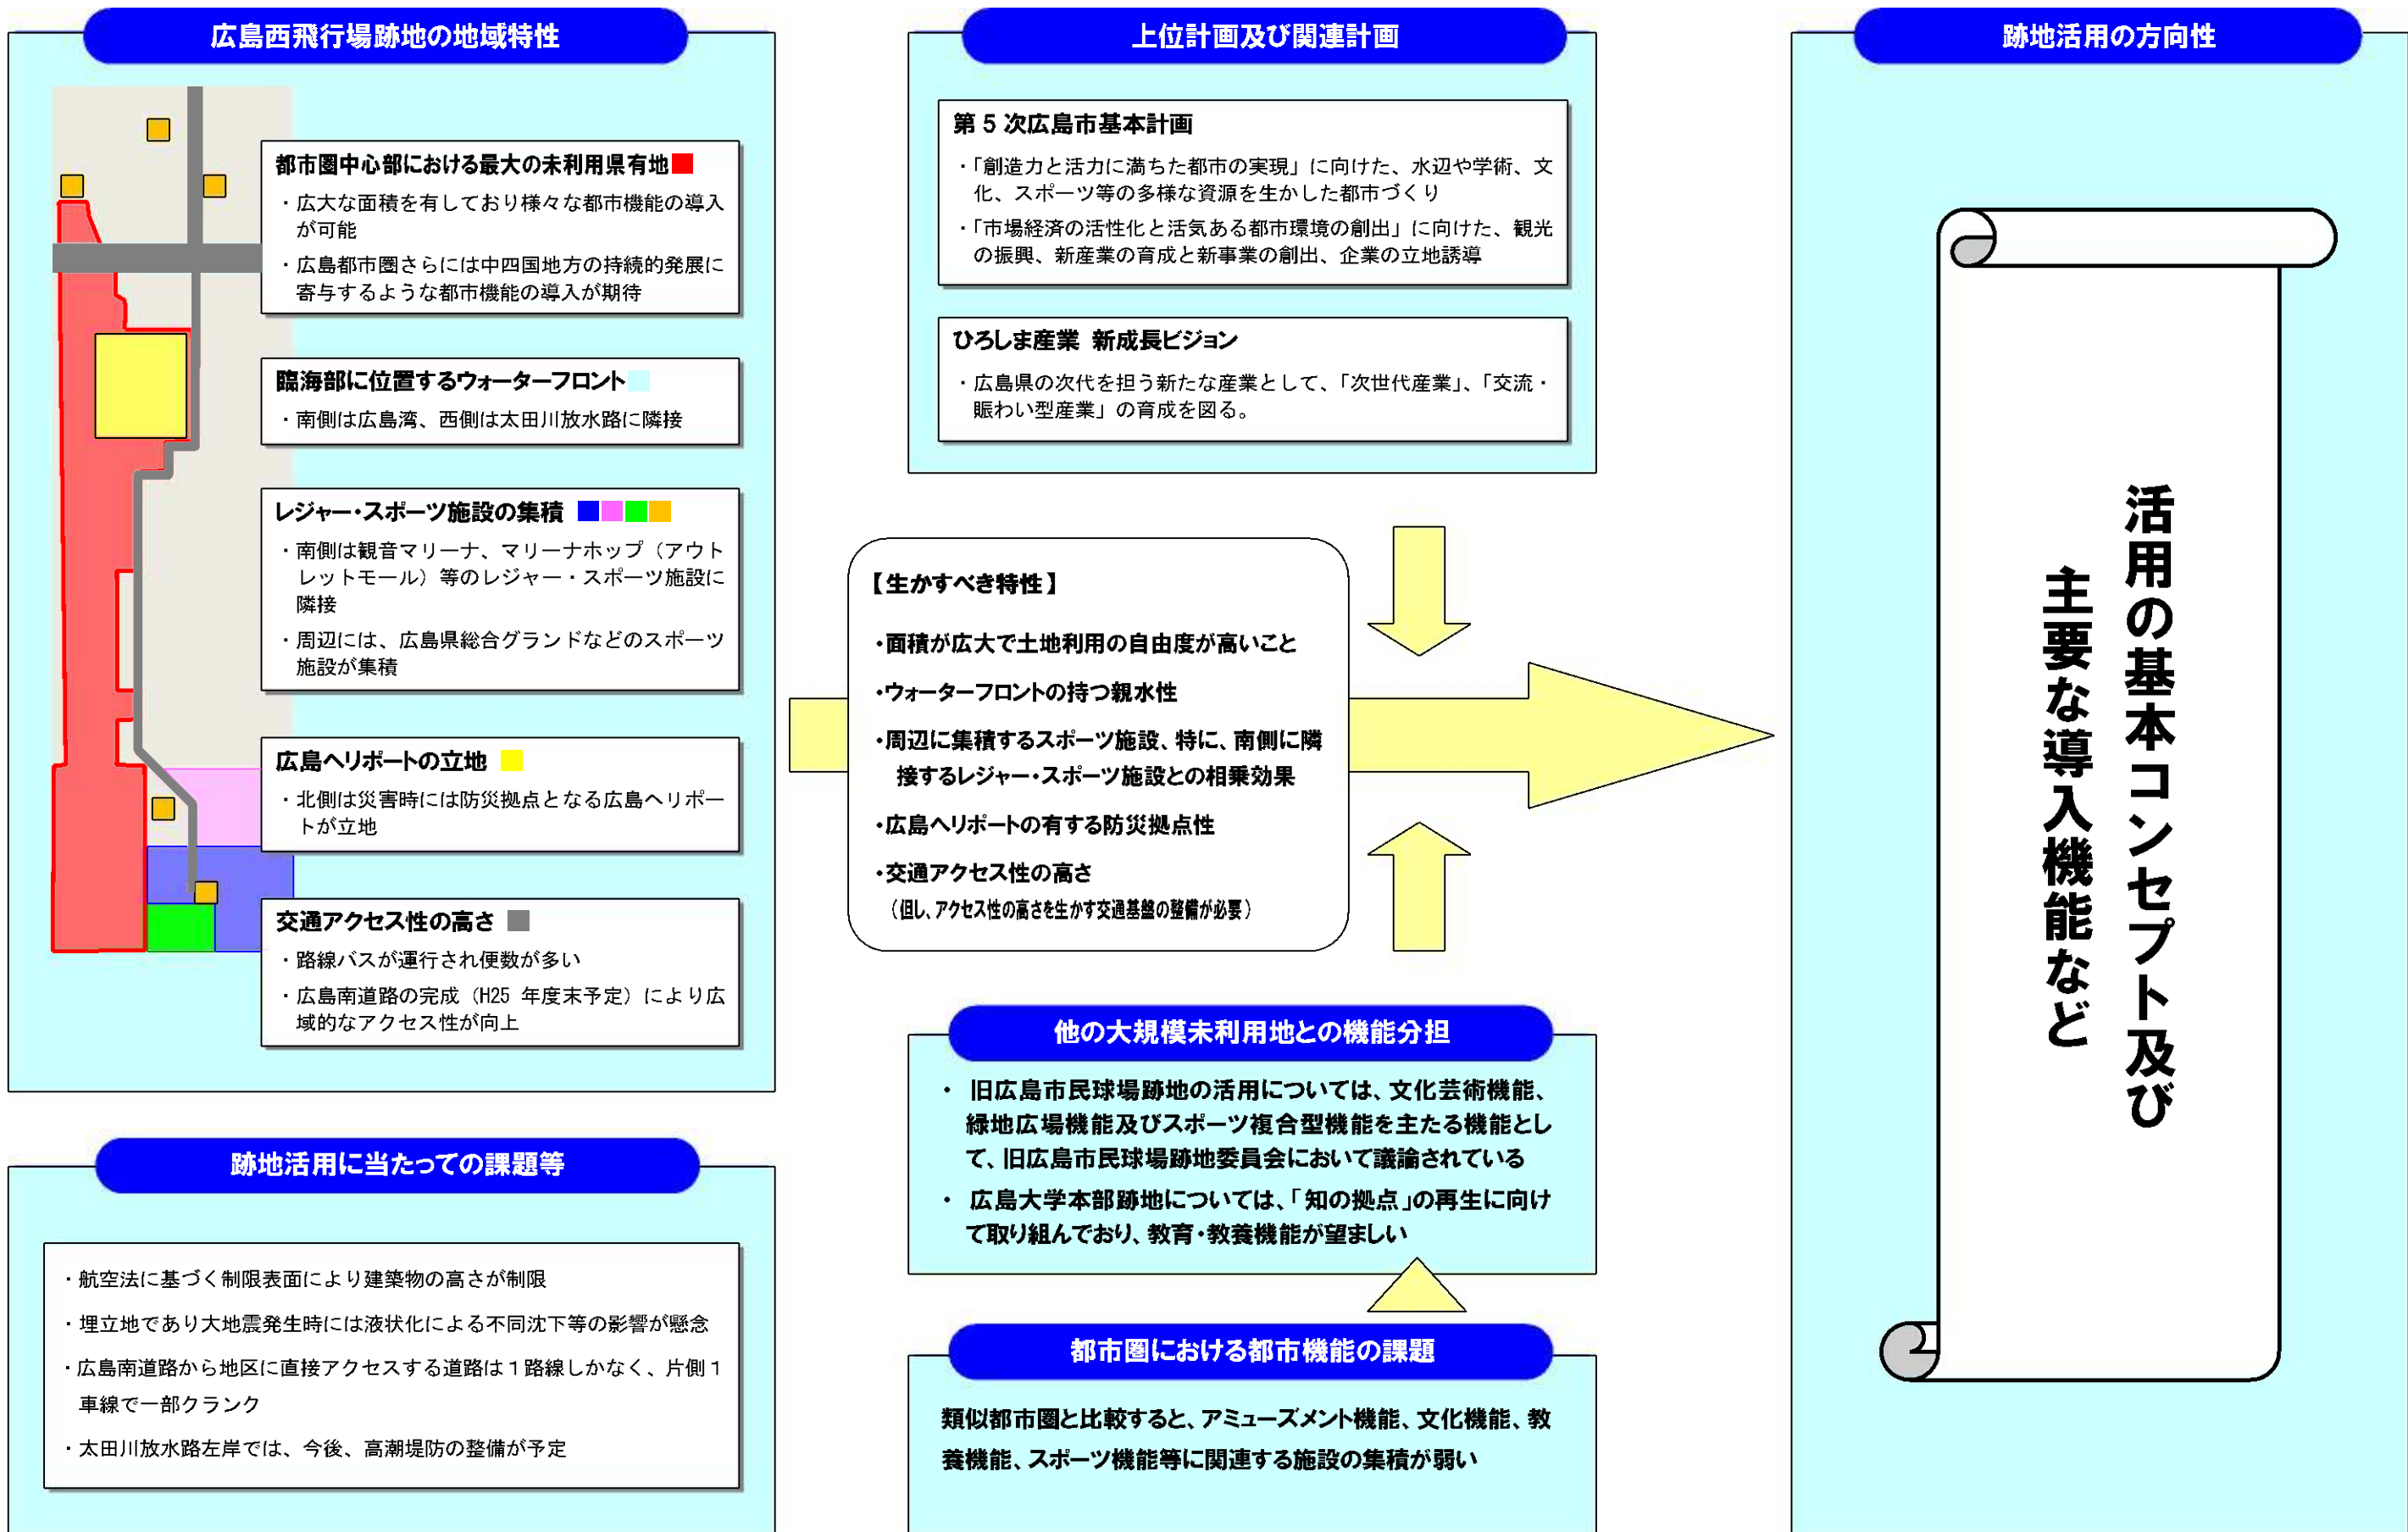 広島西飛行場跡地の地域特性
都市圏中心部における最大の未利用県有地
・広大な面積を有しており様々な都市機能の導入
が可能
・広島都市圏さらには中四国地方の持続的発展に
寄与するような都市機能の導入が期待
臨海部に位置するウォーターフロント
・南側は広島湾、西側は太田川放水路に隣接
レジャー・スポーツ施設の集積
・南側は観音マリーナ、マリーナホップ（アウト
レットモール）等のレジャー・スポーツ施設に
隣接
・周辺には、広島県総合グランドなどのスポーツ
施設が集積
広島ヘリポートの立地
・北側は災害時には防災拠点となる広島ヘリポー
トが立地
交通アクセス性の高さ
・路線バスが運行され便数が多い
・広島南道路の完成（H25 年度末予定）により広
域的なアクセス性が向上
跡地活用に当たっての課題等
・航空法に基づく制限表面により建築物の高さが制限
・埋立地であり大地震発生時には液状化による不同沈下等の影響が懸念
・広島南道路から地区に直接アクセスする道路は１路線しかなく、片側１
車線で一部クランク
・太田川放水路左岸では、今後、高潮堤防の整備が予定
上位計画及び関連計画
第 5 次広島市基本計画
・「創造力と活力に満ちた都市の実現」に向けた、水辺や学術、文
化、スポーツ等の多様な資源を生かした都市づくり
・「市場経済の活性化と活気ある都市環境の創出」に向けた、観光
の振興、新産業の育成と新事業の創出、企業の立地誘導
ひろしま産業 新成長ビジョン
・広島県の次代を担う新たな産業として、「次世代産業」、「交流・
賑わい型産業」の育成を図る。
【生かすべき特性】
・面積が広大で土地利用の自由度が高いこと
・ウォーターフロントの持つ親水性
・周辺に集積するスポーツ施設、特に、南側に隣
接するレジャー・スポーツ施設との相乗効果
・広島ヘリポートの有する防災拠点性
・交通アクセス性の高さ
（但し、アクセス性の高さを生かす交通基盤の整備が必要）
他の大規模未利用地との機能分担
・ 旧広島市民球場跡地の活用については、文化芸術機能、
緑地広場機能及びスポーツ複合型機能を主たる機能とし
て、旧広島市民球場跡地委員会において議論されている
・ 広島大学本部跡地については、「知の拠点」の再生に向け
て取り組んでおり、教育・教養機能が望ましい
都市圏における都市機能の課題
類似都市圏と比較すると、アミューズメント機能、文化機能、教
養機能、スポーツ機能等に関連する施設の集積が弱い
跡地活用の方向性
活用の基本コンセプト及び
主要な導入機能など